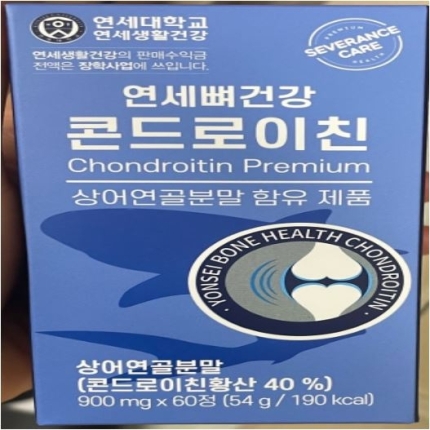 연세대학교
연세생활건강
연세생활건강의 판매수익금
전액은 장학사업에 쓰입니다.
PREMIUM
SEVERANCE
CARE
HEALTH
연세뼈건강
콘드로이친
Chondroitin Premium
상어연골분말 함유 제품
· YONSEI BONE HEALTH CHONDROITIN ·
상어연골분말
(콘드로이친황산 40 %)
900 mg x 60정 (54 g / 190 kcal)